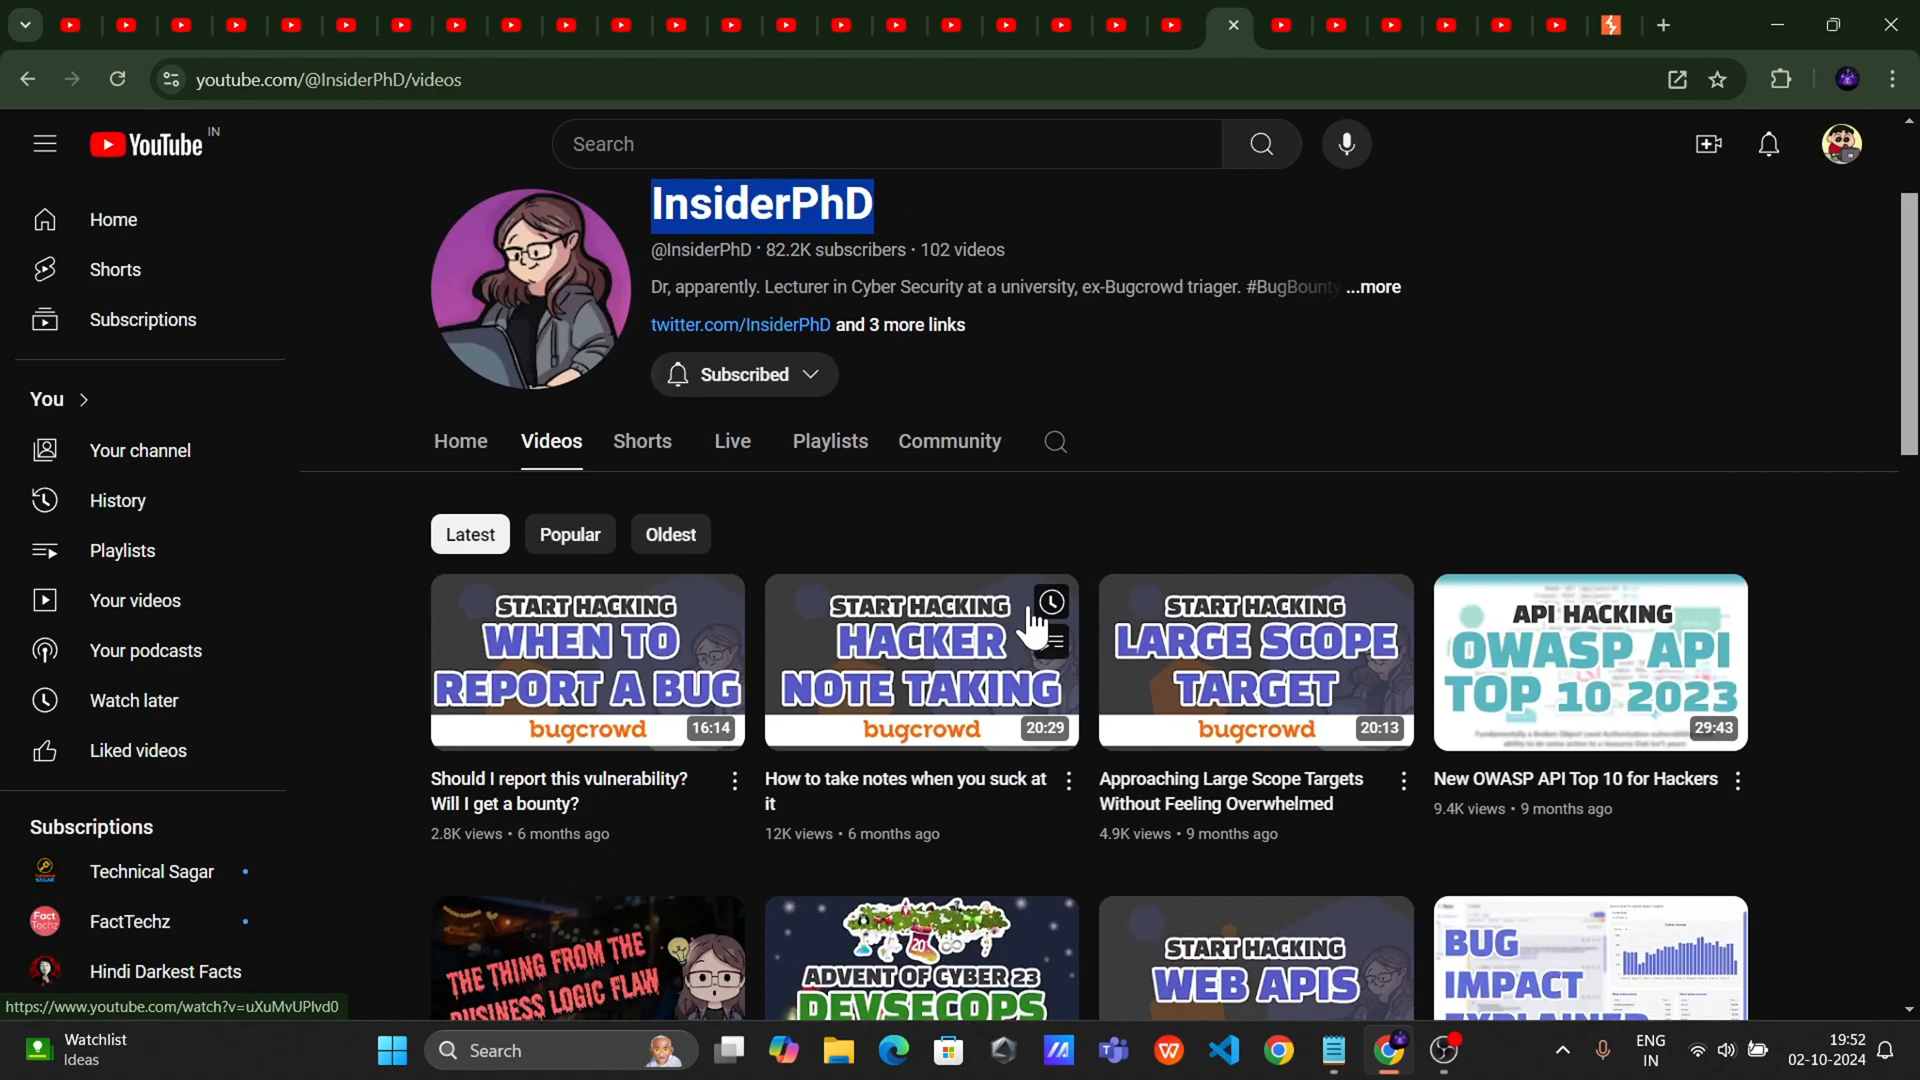 youtube.com/@InsiderPhD/videos
YouTube IN
Search
Home
Shorts
Subscriptions
You
Your channel
History
Playlists
Your videos
Your podcasts
Watch later
Liked videos
Subscriptions
Technical Sagar
Fact Techz
FactTechz
Hindi Darkest Facts
InsiderPhD
@InsiderPhD · 82.2K subscribers · 102 videos
Dr, apparently. Lecturer in Cyber Security at a university, ex-Bugcrowd triager. #BugBounty ...more
twitter.com/InsiderPhD and 3 more links
Subscribed
Home Videos Shorts Live Playlists Community
Latest Popular Oldest
START HACKING
WHEN TO
REPORT A BUG
bugcrowd
16:14
Should I report this vulnerability?
Will I get a bounty?
2.8K views • 6 months ago
START HACKING
HACKER
NOTE TAKING
bugcrowd
20:29
How to take notes when you suck at
it
12K views • 6 months ago
START HACKING
LARGE SCOPE
TARGET
bugcrowd
20:13
Approaching Large Scope Targets
Without Feeling Overwhelmed
4.9K views • 9 months ago
API HACKING
OWASP API
TOP 10 2023
29:43
New OWASP API Top 10 for Hackers
9.4K views • 9 months ago
THE THING FROM THE
BUSINESS LOGIC FLAW
ADVENT OF CYBER 23
DEVSECOPS
START HACKING
WEB APIS
BUG
IMPACT
EXPLAINER
https://www.youtube.com/watch?v=uXuMvUPlvd0
Watchlist
Ideas
Search
ENG
IN
19:52
02-10-2024